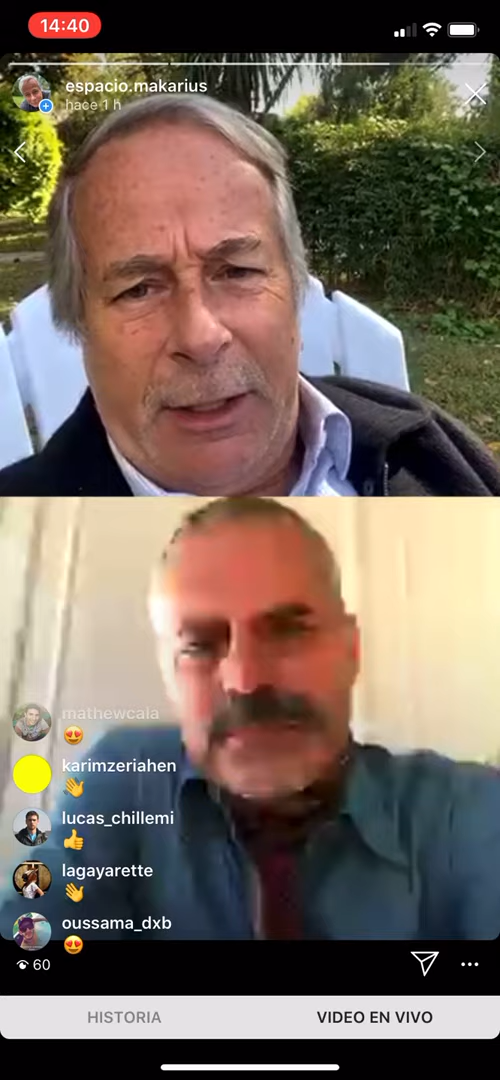 14:40
espacio.makarius
hace 1 h
mathewcala
😍
karimzeriahen
👋
lucas_chillemi
👍
lagayarette
👋
oussama_dxb
😍
60
HISTORIA
VIDEO EN VIVO